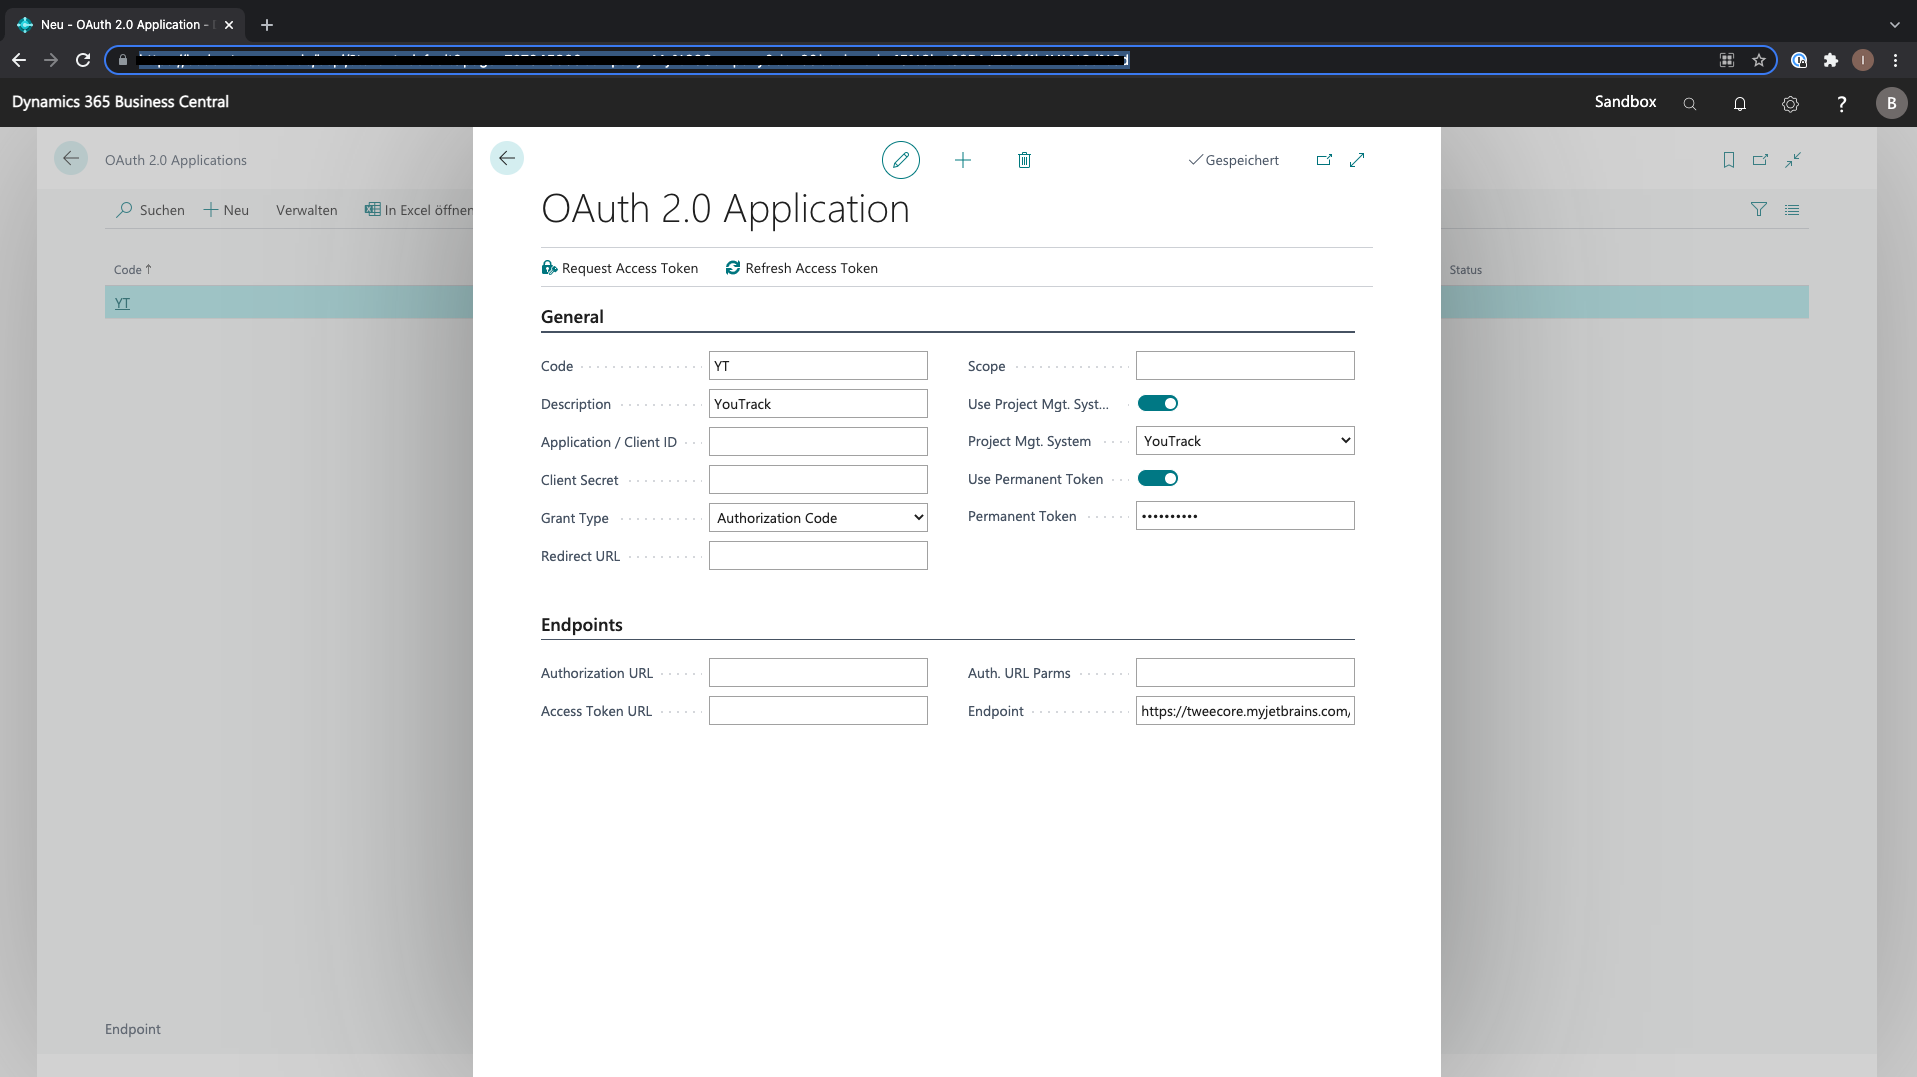 Neu - OAuth 2.0 Application -
Dynamics 365 Business Central
Sandbox
?
B
I
OAuth 2.0 Applications
Suchen
Neu
Verwalten
In Excel öffnen
Code ↑
Status
YT
Endpoint
Gespeichert
OAuth 2.0 Application
Request Access Token
Refresh Access Token
General
Code
YT
Description
YouTrack
Application / Client ID
Client Secret
Grant Type
Authorization Code
Redirect URL
Scope
Use Project Mgt. Syst...
Project Mgt. System
YouTrack
Use Permanent Token
Permanent Token
••••••••••
Endpoints
Authorization URL
Access Token URL
Auth. URL Parms
Endpoint
https://tweecore.myjetbrains.com/